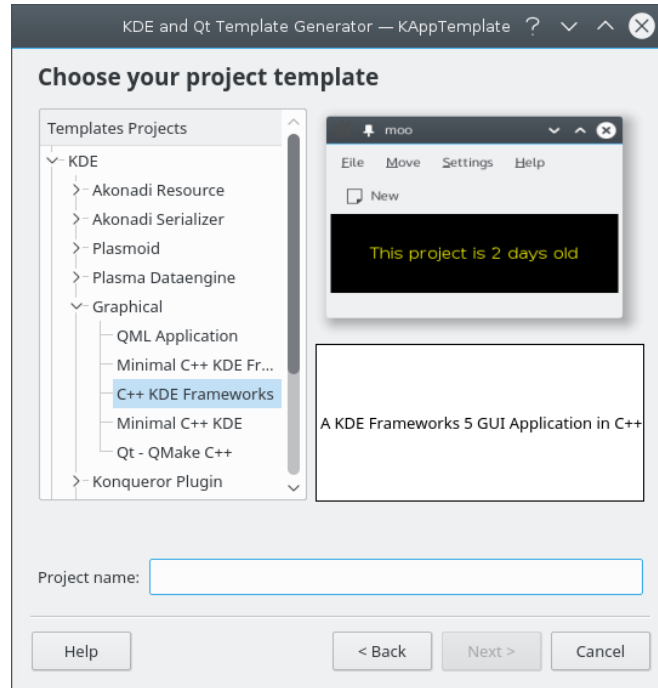 KDE and Qt Template Generator — KAppTemplate
Choose your project template
Templates Projects
KDE
Akonadi Resource
Akonadi Serializer
Plasmoid
Plasma Dataengine
Graphical
QML Application
Minimal C++ KDE Fr...
C++ KDE Frameworks
Minimal C++ KDE
Qt - QMake C++
Konqueror Plugin
moo
File Move Settings Help
New
This project is 2 days old
A KDE Frameworks 5 GUI Application in C++
Project name:
Help
< Back
Next >
Cancel